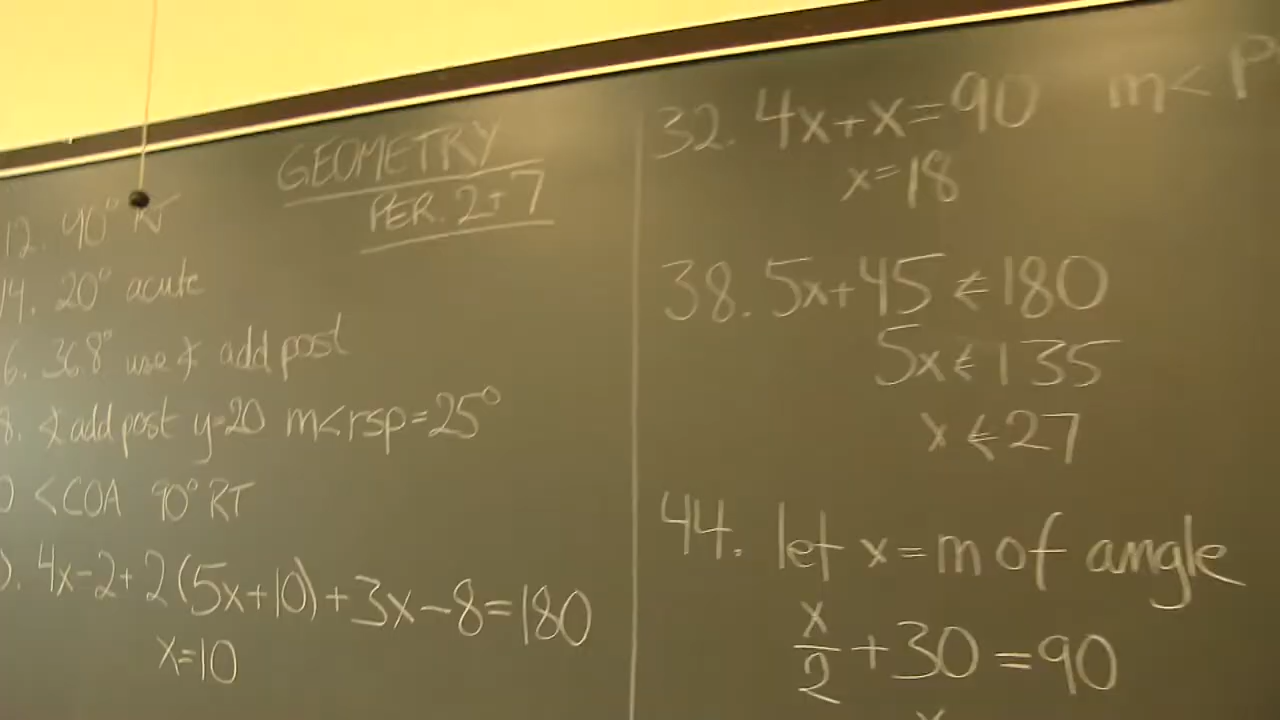 GEOMETRY
PER. 2+7
12. 90° RT
14. 20° acute
6. 36.8° use ∡ add post
8. ∡ add post y=20 m<rsp=25°
0 <COA 90° RT
). 4x-2+2(5x+10)+3x-8=180
x=10
32. 4x+x=90 m<P
x=18
38. 5x+45≤180
5x≤135
x≤27
44. let x=m of angle
x/2+30=90
x